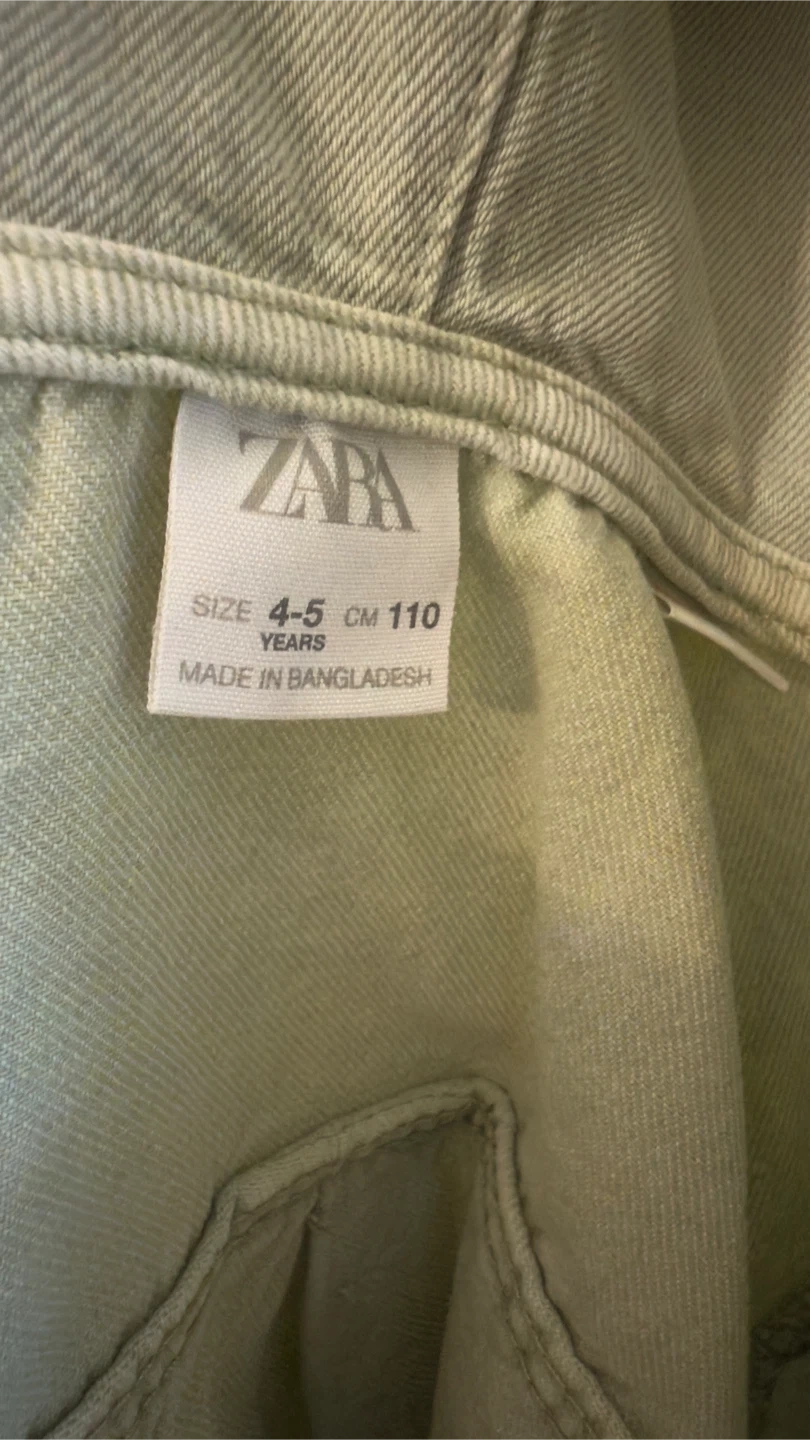 ZARA
SIZE 4-5 CM 110
YEARS
MADE IN BANGLADESH